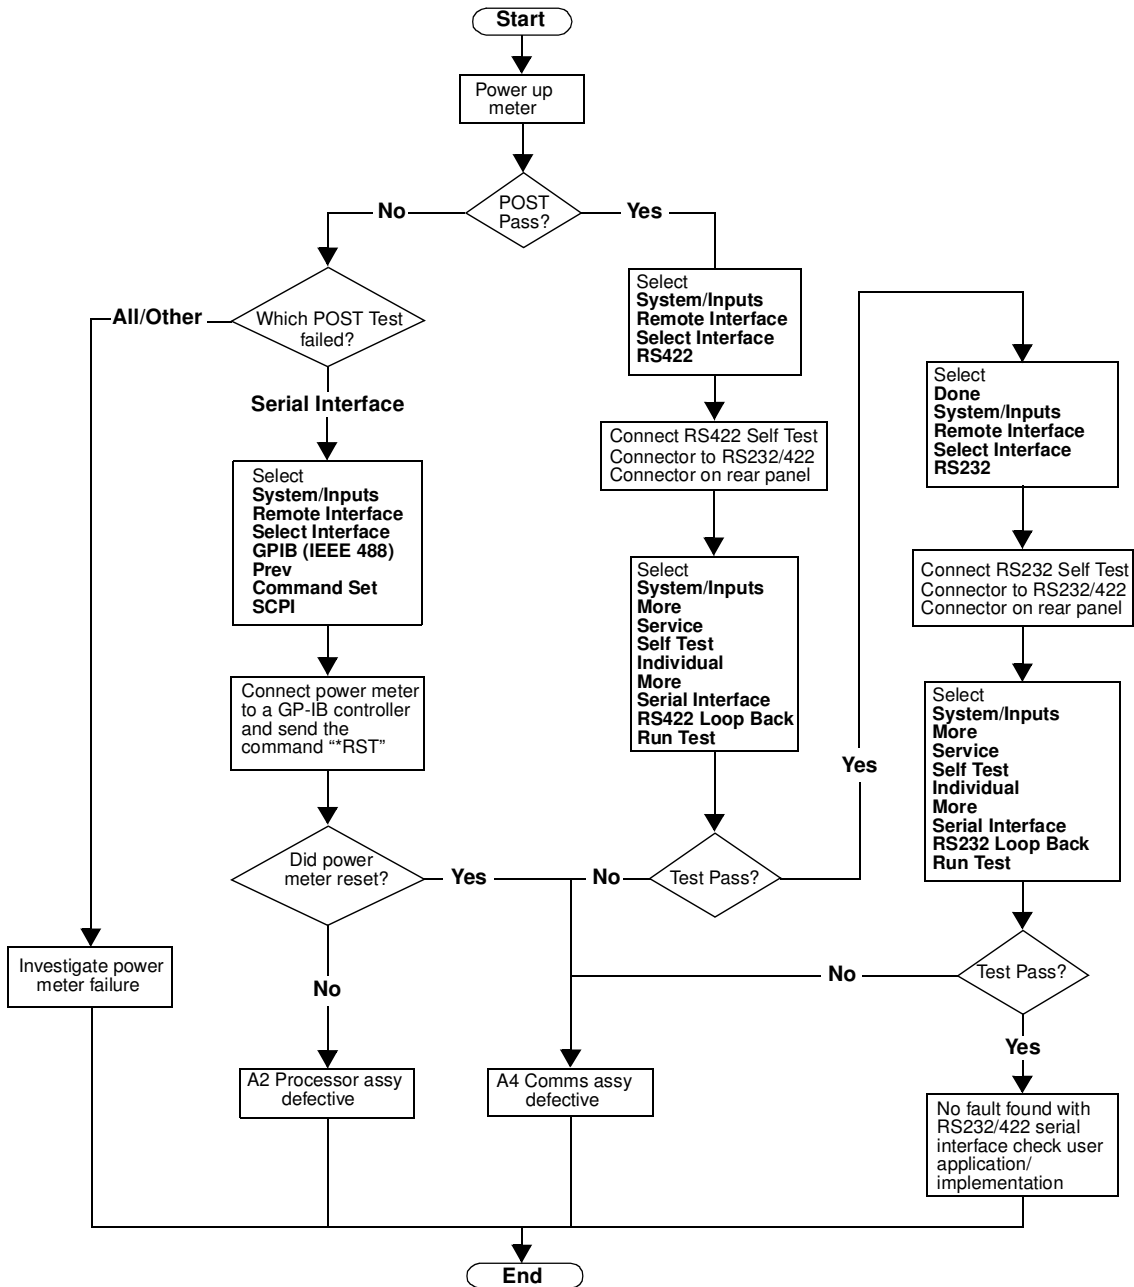 Start
Power up
meter
POST
Pass?
No
Yes
Which POST Test
failed?
All/Other
Serial Interface
Select
System/Inputs
Remote Interface
Select Interface
GPIB (IEEE 488)
Prev
Command Set
SCPI
Connect power meter
to a GP-IB controller
and send the
command “*RST”
Did power
meter reset?
Yes
No
Investigate power
meter failure
A2 Processor assy
defective
A4 Comms assy
defective
Select
System/Inputs
Remote Interface
Select Interface
RS422
Connect RS422 Self Test
Connector to RS232/422
Connector on rear panel
Select
System/Inputs
More
Service
Self Test
Individual
More
Serial Interface
RS422 Loop Back
Run Test
Test Pass?
No
Yes
Select
Done
System/Inputs
Remote Interface
Select Interface
RS232
Connect RS232 Self Test
Connector to RS232/422
Connector on rear panel
Select
System/Inputs
More
Service
Self Test
Individual
More
Serial Interface
RS232 Loop Back
Run Test
Test Pass?
No
Yes
No fault found with
RS232/422 serial
interface check user
application/
implementation
End